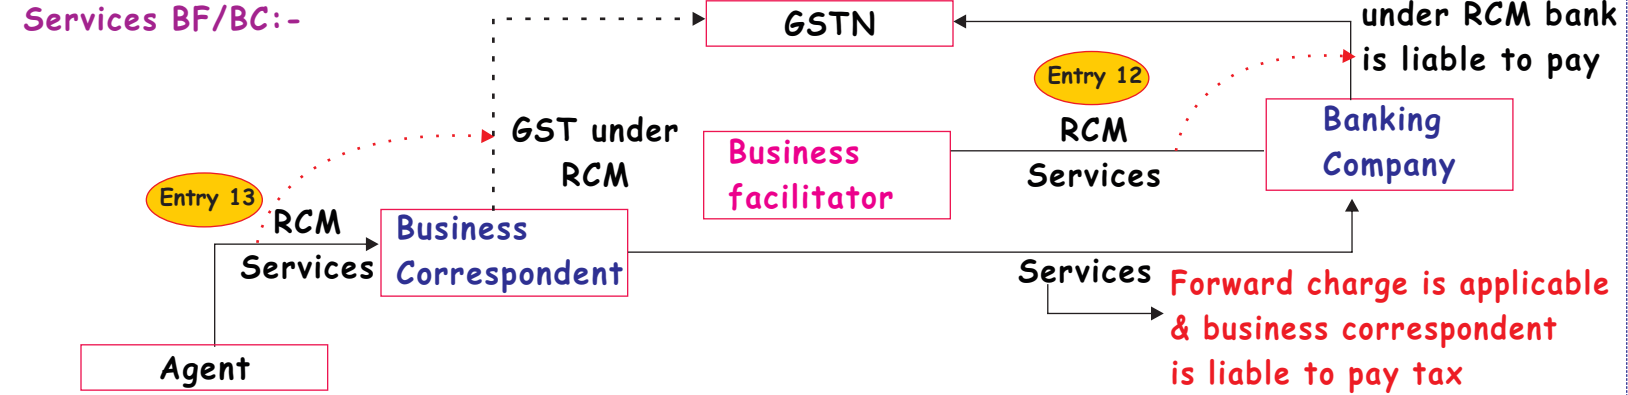 Services BF/BC:-
GSTN
under RCM bank
is liable to pay
Entry 12
GST under
RCM
Business
facilitator
RCM
Services
Banking
Company
Entry 13
RCM
Services
Business
Correspondent
Services
Forward charge is applicable
& business correspondent
is liable to pay tax
Agent